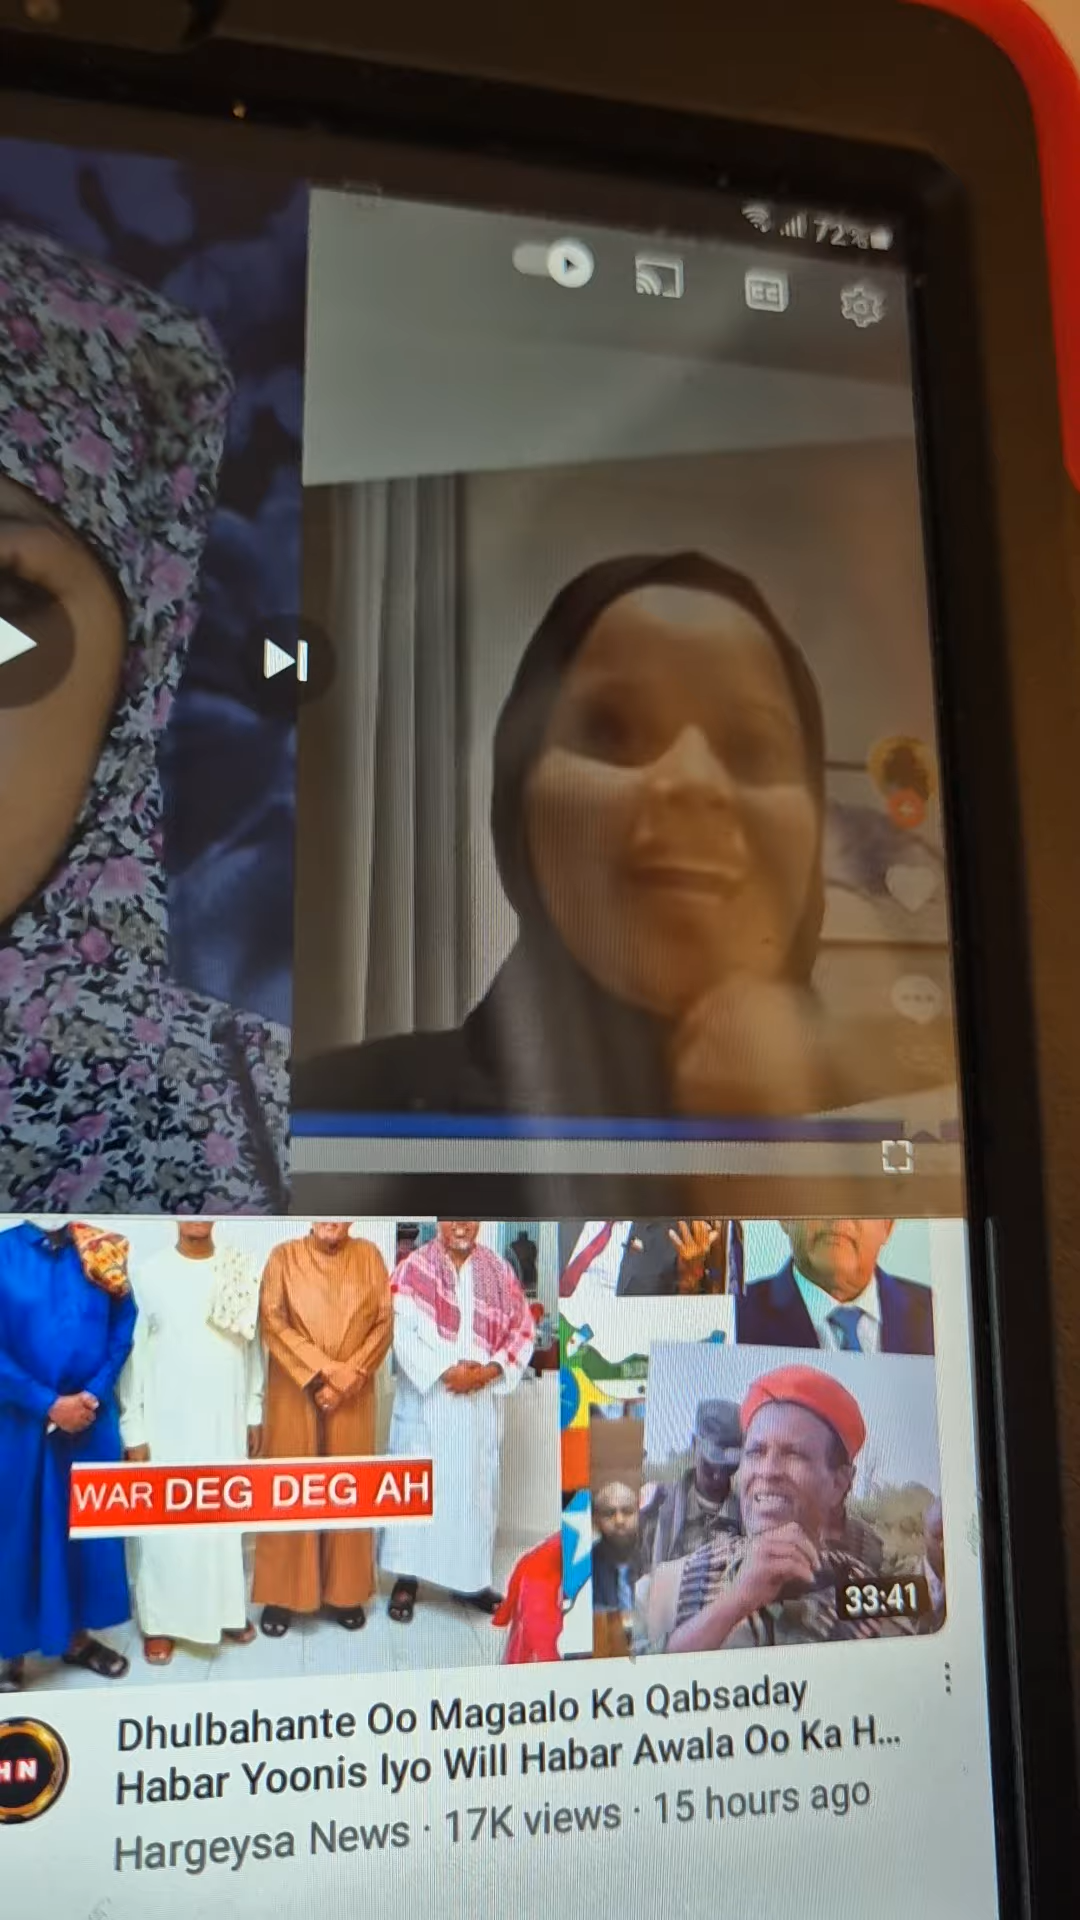 72%
CC
WAR DEG DEG AH
33:41
HN
Dhulbahante Oo Magaalo Ka Qabsaday
Habar Yoonis Iyo Will Habar Awala Oo Ka H...
Hargeysa News · 17K views · 15 hours ago